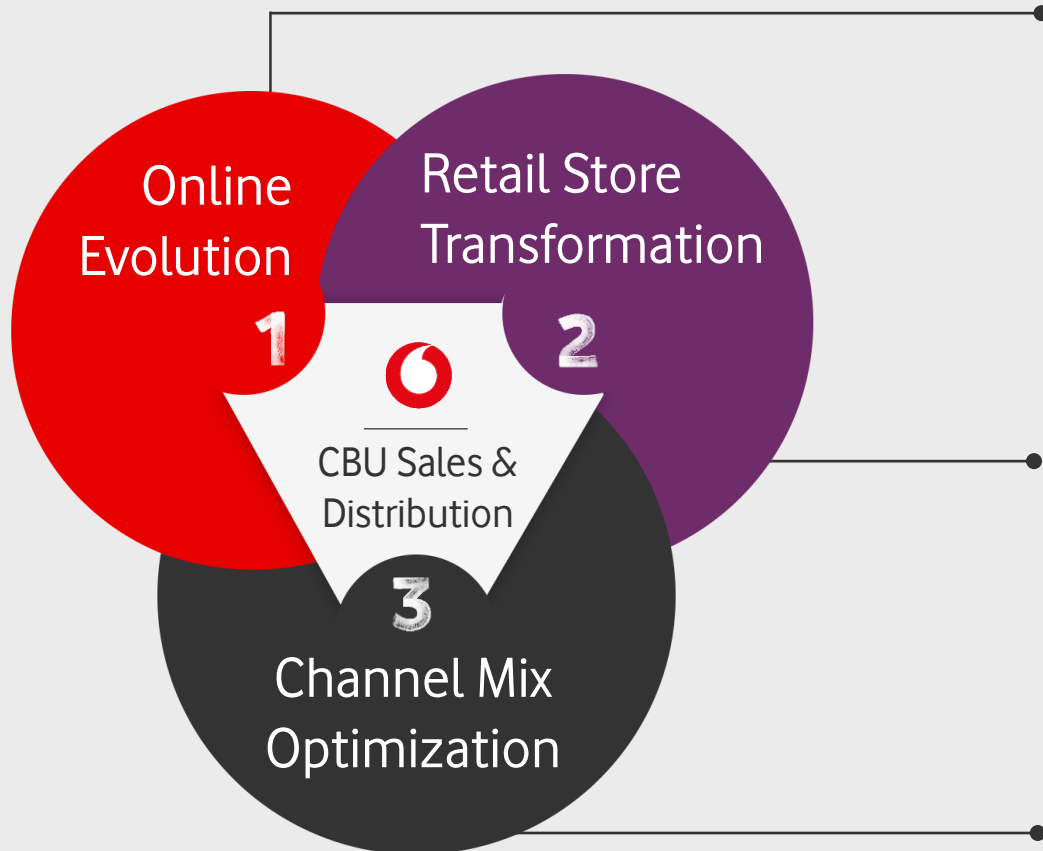 Online
Evolution
1
Retail Store
Transformation
2
CBU Sales &
Distribution
3
Channel Mix
Optimization